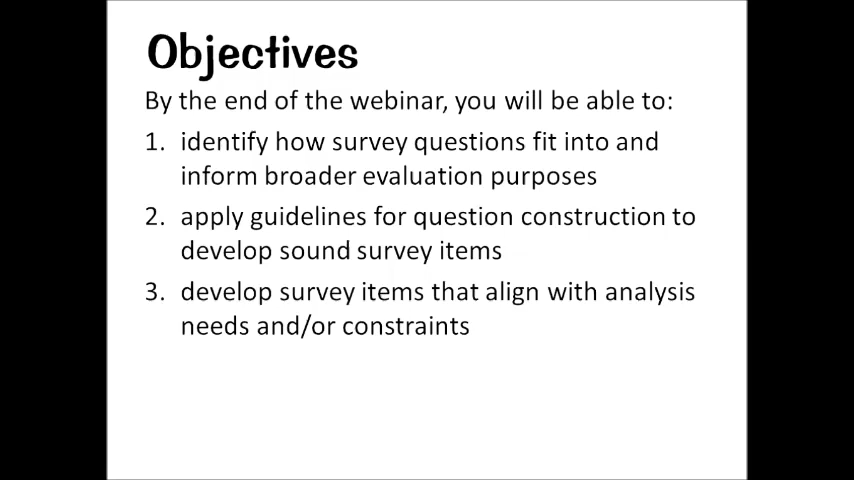 Objectives
By the end of the webinar, you will be able to:
1. identify how survey questions fit into and
inform broader evaluation purposes
2. apply guidelines for question construction to
develop sound survey items
3. develop survey items that align with analysis
needs and/or constraints